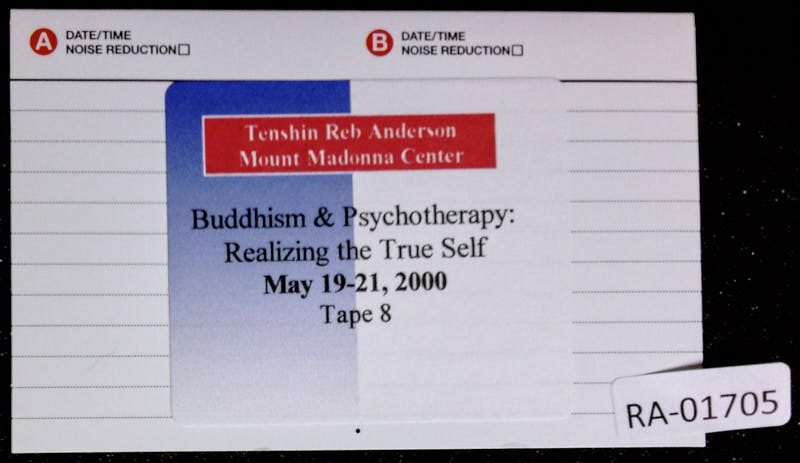 A DATE/TIME
NOISE REDUCTION
B DATE/TIME
NOISE REDUCTION
Tenshin Reb Anderson
Mount Madonna Center
Buddhism & Psychotherapy:
Realizing the True Self
May 19-21, 2000
Tape 8
RA-01705